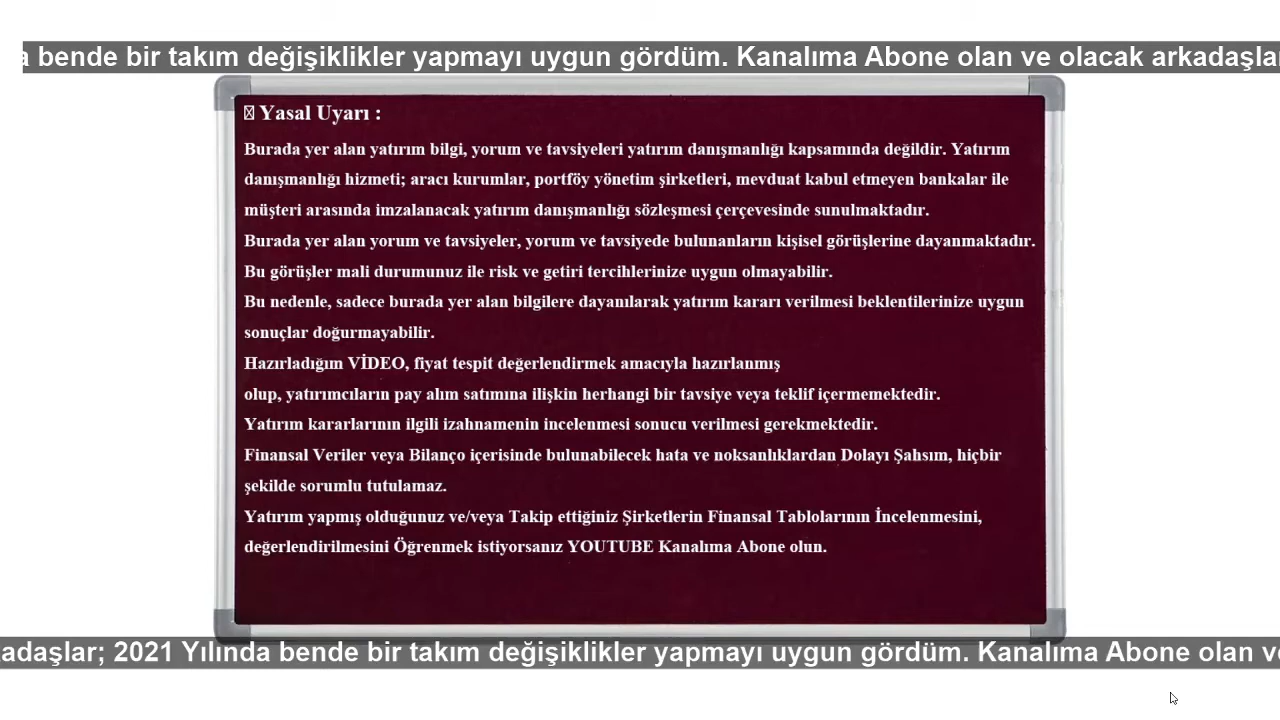 bende bir takım değişiklikler yapmayı uygun gördüm. Kanalıma Abone olan ve olacak
Yasal Uyarı :
Burada yer alan yatırım bilgi, yorum ve tavsiyeleri yatırım danışmanlığı kapsamında değildir. Yatırım
danışmanlığı hizmeti; aracı kurumlar, portföy yönetim şirketleri, mevduat kabul etmeyen bankalar ile
müşteri arasında imzalanacak yatırım danışmanlığı sözleşmesi çerçevesinde sunulmaktadır.
Burada yer alan yorum ve tavsiyeler, yorum ve tavsiyede bulunanların kişisel görüşlerine dayanmaktadır.
Bu görüşler mali durumunuz ile risk ve getiri tercihlerinize uygun olmayabilir.
Bu nedenle, sadece burada yer alan bilgilere dayanılarak yatırım kararı verilmesi beklentilerinize uygun
sonuçlar doğurmayabilir.
Hazırladığım VİDEO, fiyat tespit değerlendirmek amacıyla hazırlanmış
olup, yatırımcıların pay alım satımına ilişkin herhangi bir tavsiye veya teklif içermemektedir.
Yatırım kararlarının ilgili izahnamenin incelenmesi sonucu verilmesi gerekmektedir.
Finansal Veriler veya Bilanço içerisinde bulunabilecek hata ve noksanlıklardan Dolayı Şahsım, hiçbir
şekilde sorumlu tutulamaz.
Yatırım yapmış olduğunuz ve/veya Takip ettiğiniz Şirketlerin Finansal Tablolarının İncelenmesini,
değerlendirilmesini Öğrenmek istiyorsanız YOUTUBE Kanalıma Abone olun.
2021 Yılında bende bir takım değişiklikler yapmayı uygun gördüm. Kanalıma Abone olan